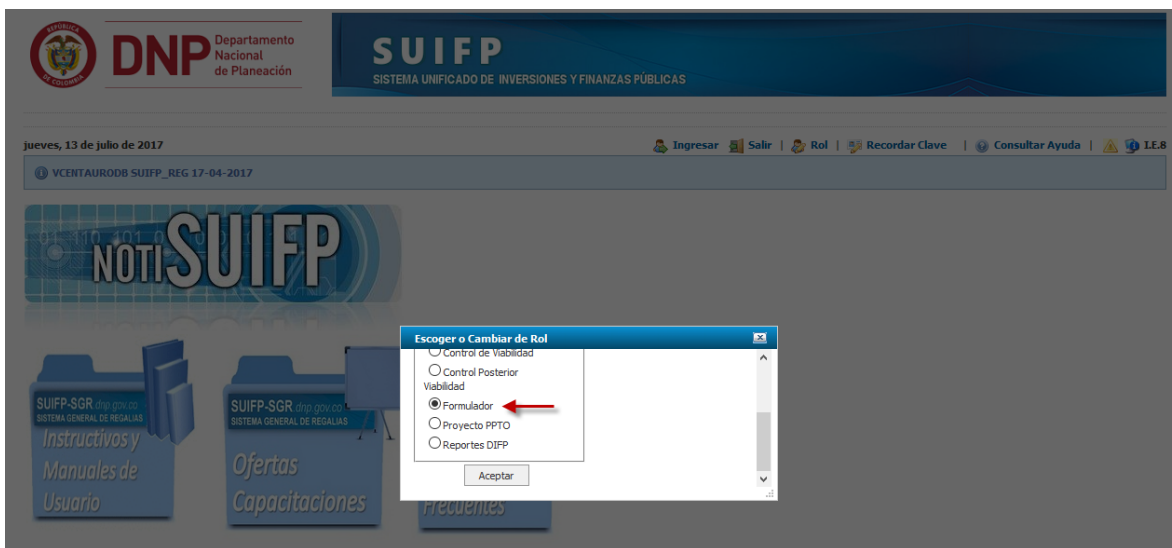 REPÚBLICA
DE COLOMBIA
DNP
Departamento
Nacional
de Planeación
SUIFP
SISTEMA UNIFICADO DE INVERSIONES Y FINANZAS PÚBLICAS
jueves, 13 de julio de 2017
Ingresar Salir | Rol | Recordar Clave | Consultar Ayuda | I.E.8
VCENTAURODB SUIFP_REG 17-04-2017
NOTISUIFP
Escoger o Cambiar de Rol
Control de Viabilidad
Control Posterior
Viabilidad
Formulador
Proyecto PPTO
Reportes DIFP
Aceptar
SUIFP-SGR.dnp.gov.co
SISTEMA GENERAL DE REGALIAS
Instructivos y
Manuales de
Usuario
SUIFP-SGR.dnp.gov.co
SISTEMA GENERAL DE REGALIAS
Ofertas
Capacitaciones
Frecuentes